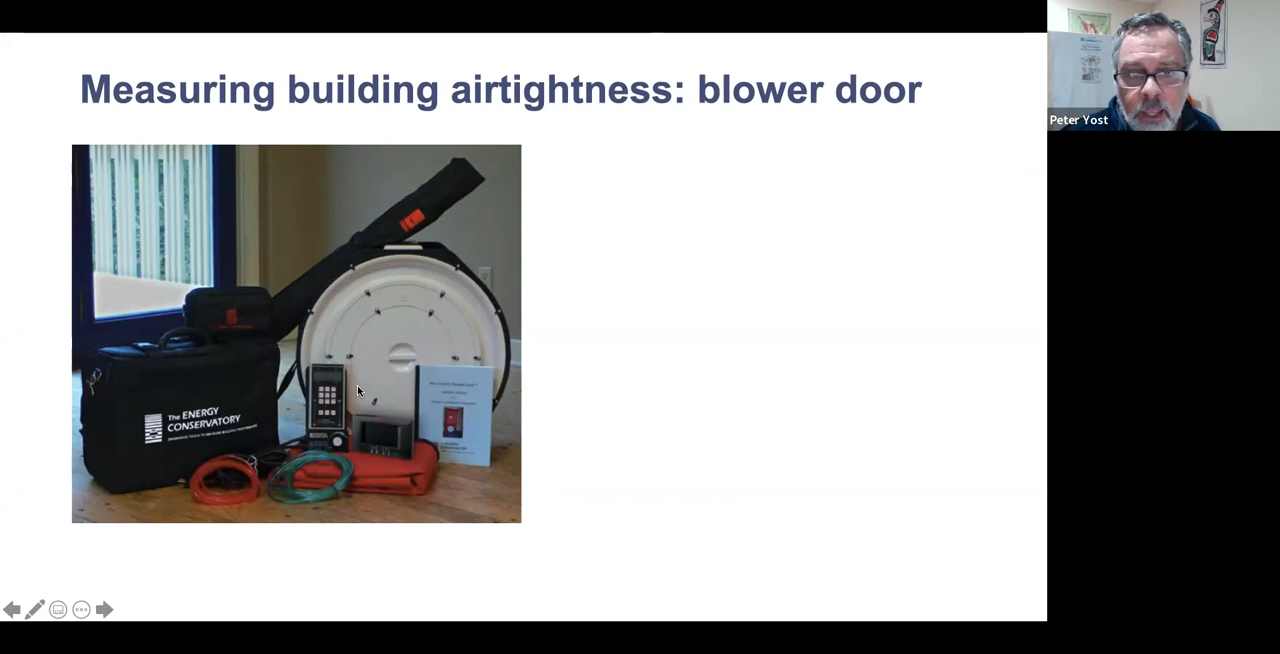 Measuring building airtightness: blower door
Peter Yost
The ENERGY
CONSERVATORY